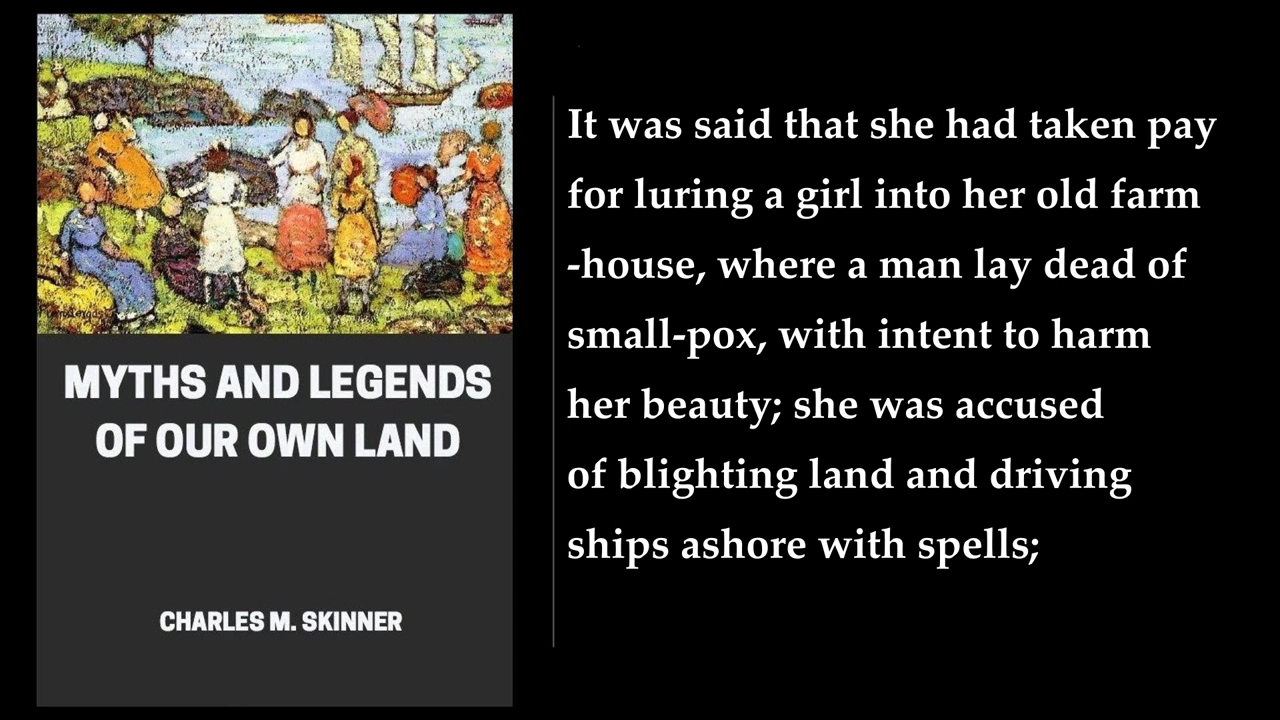 MYTHS AND LEGENDS
OF OUR OWN LAND
CHARLES M. SKINNER
It was said that she had taken pay
for luring a girl into her old farm
-house, where a man lay dead of
small-pox, with intent to harm
her beauty; she was accused
of blighting land and driving
ships ashore with spells;